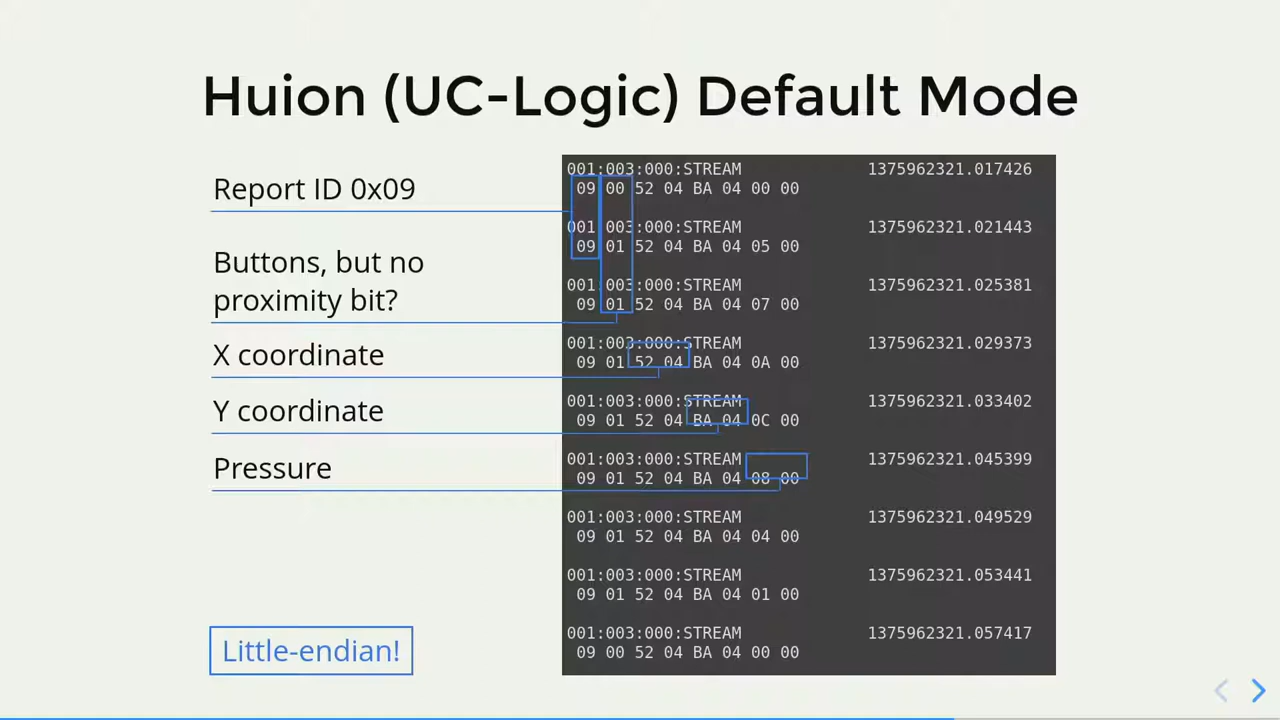 Huion (UC-Logic) Default Mode
Report ID 0x09
Buttons, but no
proximity bit?
X coordinate
Y coordinate
Pressure
Little-endian!
001:003:000:STREAM 1375962321.017426
09 00 52 04 BA 04 00 00
001:003:000:STREAM 1375962321.021443
09 01 52 04 BA 04 05 00
001:003:000:STREAM 1375962321.025381
09 01 52 04 BA 04 07 00
001:003:000:STREAM 1375962321.029373
09 01 52 04 BA 04 0A 00
001:003:000:STREAM 1375962321.033402
09 01 52 04 BA 04 0C 00
001:003:000:STREAM 1375962321.045399
09 01 52 04 BA 04 08 00
001:003:000:STREAM 1375962321.049529
09 01 52 04 BA 04 04 00
001:003:000:STREAM 1375962321.053441
09 01 52 04 BA 04 01 00
001:003:000:STREAM 1375962321.057417
09 00 52 04 BA 04 00 00